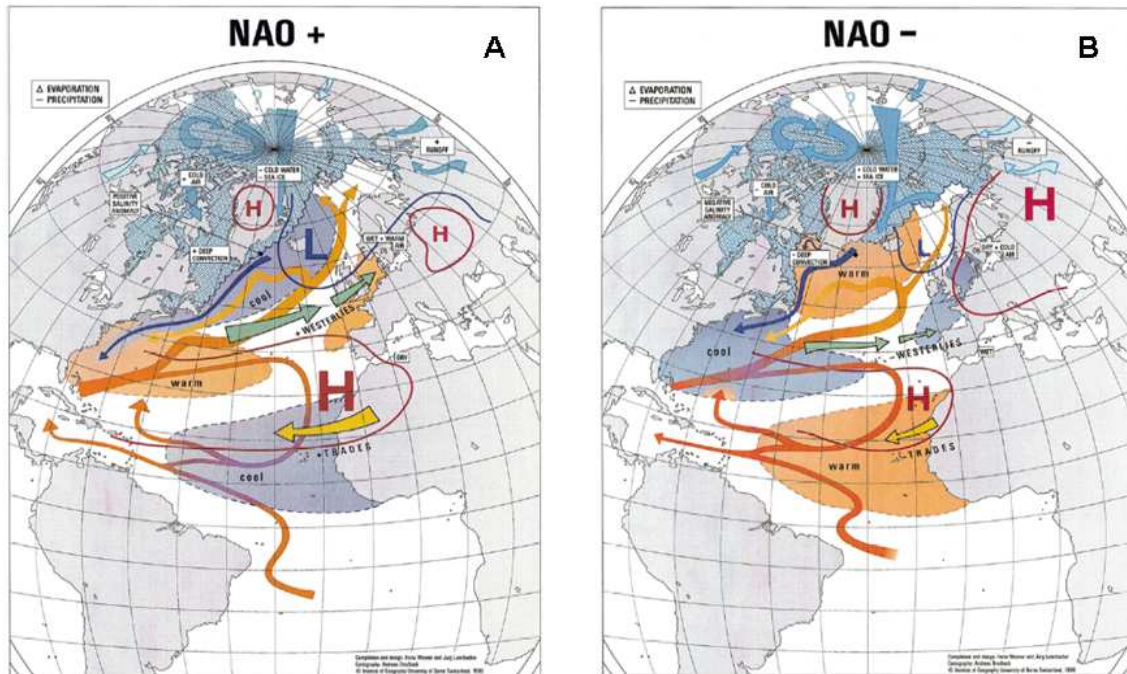 NAO +
A
△ EVAPORATION
– PRECIPITATION
+
RUNOFF
+ COLD
AIR
– COLD WATER
– SEA ICE
POSITIVE
SALINITY
ANOMALY
H
H
L
WET + WARM
AIR
+ DEEP
CONVECTION
cool
+ WESTERLIES
DRY
warm
H
+ TRADES
cool
NAO –
B
△ EVAPORATION
– PRECIPITATION
?
–
RUNOFF
– COLD
AIR
+ COLD WATER
+ SEA ICE
NEGATIVE
SALINITY
ANOMALY
H
H
L
DRY + COLD
AIR
– DEEP
CONVECTION
warm
cool
– WESTERLIES
WET
H
– TRADES
warm